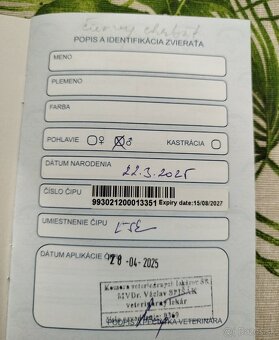 POPIS A IDENTIFIKÁCIA ZVIERAŤA
MENO
PLEMENO
FARBA
POHLAVIE ♀ ♂ KASTRÁCIA
DÁTUM NARODENIA
22.3.2025
ČÍSLO ČIPU
993021200013351 Expiry date:15/08/2027
UMIESTNENIE ČIPU
DÁTUM APLIKÁCIE
28 -04- 2025
Komora veterinárnych lekárov SR
MVDr. Václav SPIŠÁK
veterinárny lekár
PODPIS VETERINÁRA